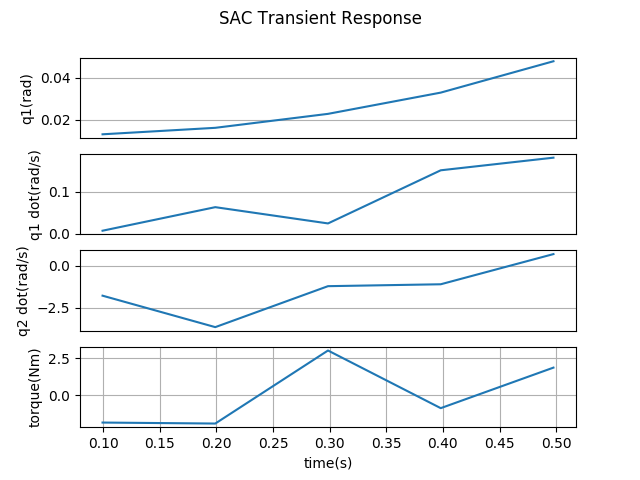 SAC Transient Response
q1(rad)
0.04
0.02
q1 dot(rad/s)
0.1
0.0
q2 dot(rad/s)
0.0
−2.5
torque(Nm)
2.5
0.0
0.10 0.15 0.20 0.25 0.30 0.35 0.40 0.45 0.50
time(s)